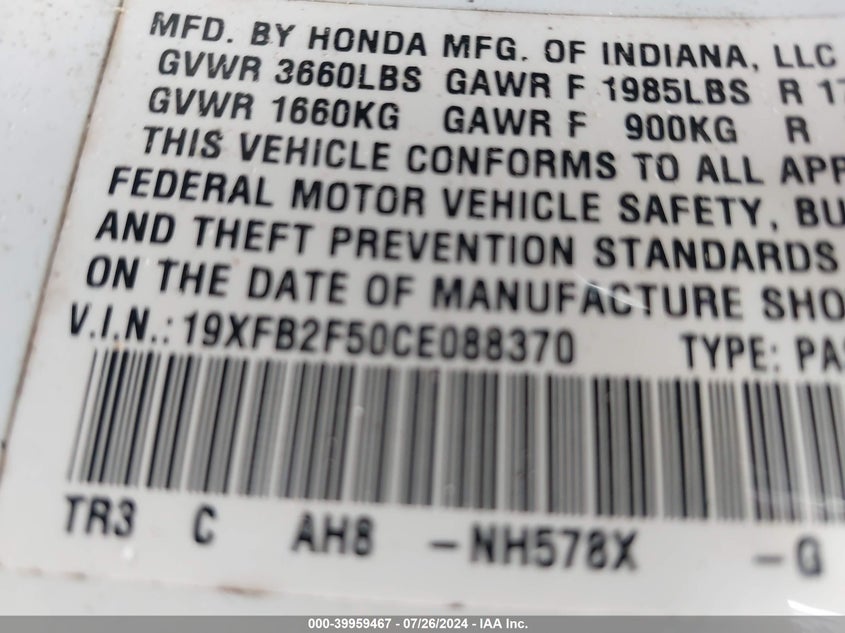 MFD. BY HONDA MFG. OF INDIANA, LLC
GVWR 3660LBS GAWR F 1985LBS R
GVWR 1660KG GAWR F 900KG R
THIS VEHICLE CONFORMS TO ALL
FEDERAL MOTOR VEHICLE SAFETY,
AND THEFT PREVENTION STANDARDS
ON THE DATE OF MANUFACTURE
V.I.N.: 19XFB2F50CE088370 TYPE:
TR3 C AH8 -NH578X -G
000-39959467 - 07/26/2024 - IAA Inc.